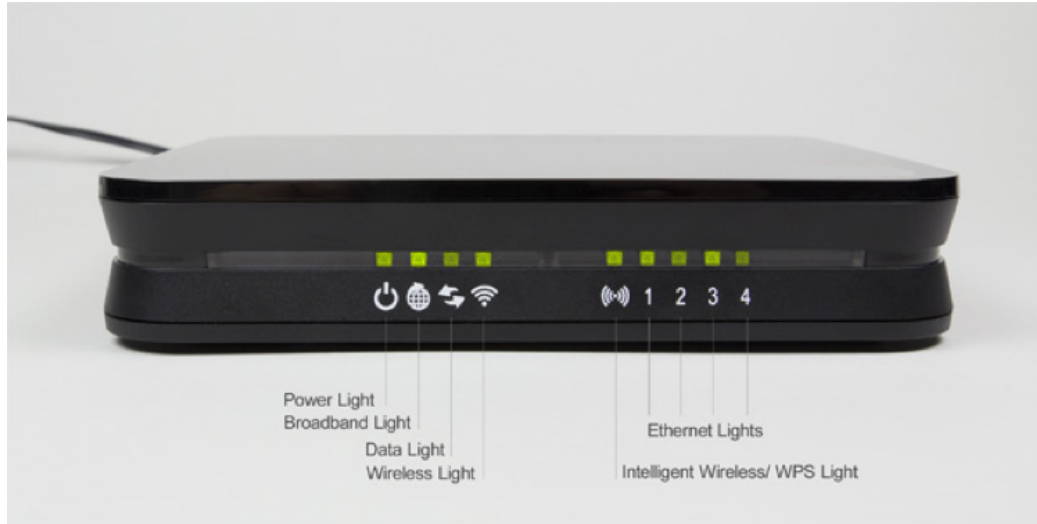 1 2 3 4
Power Light
Broadband Light
Data Light
Wireless Light
Ethernet Lights
Intelligent Wireless/ WPS Light